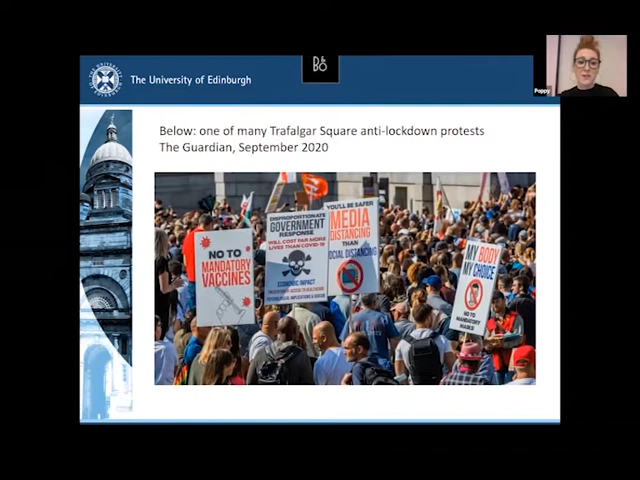 The University of Edinburgh
D&
BO
Poppy
Below: one of many Trafalgar Square anti-lockdown protests
The Guardian, September 2020
NO TO
MANDATORY
VACCINES
DISPROPORTIONATE
GOVERNMENT
RESPONSE
WILL COST FAR MORE
LIVES THAN COVID-19
ECONOMIC IMPACT
YOU'LL BE SAFER
MEDIA
DISTANCING
THAN
OCIAL DISTANCING
MY BODY
MY CHOICE
NO TO
MANDATORY
MASKS